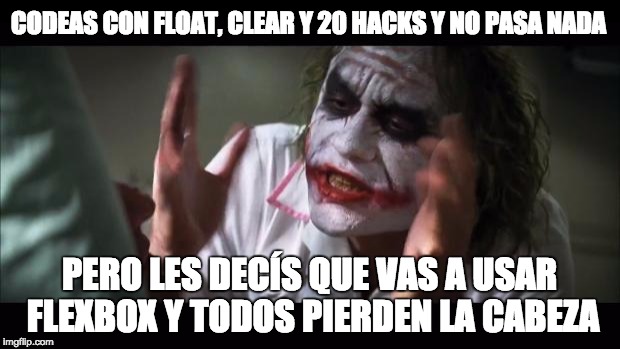 CODEAS CON FLOAT, CLEAR Y 20 HACKS Y NO PASA NADA
PERO LES DECÍS QUE VAS A USAR
FLEXBOX Y TODOS PIERDEN LA CABEZA
imgflip.com